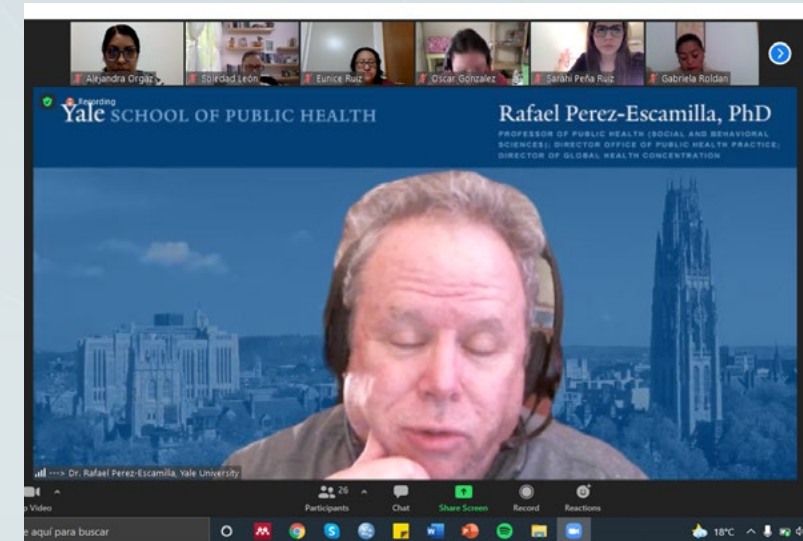 Alejandra Orgaz
Soledad León
Eunice Ruiz
Oscar Gonzalez
Sarahi Peña Ruiz
Gabriela Roldan
Recording
Yale SCHOOL OF PUBLIC HEALTH
Rafael Perez-Escamilla, PhD
PROFESSOR OF PUBLIC HEALTH (SOCIAL AND BEHAVIORAL
SCIENCES); DIRECTOR OFFICE OF PUBLIC HEALTH PRACTICE;
DIRECTOR OF GLOBAL HEALTH CONCENTRATION
---> Dr. Rafael Perez-Escamilla, Yale University
Video
26
Participants
Chat
Share Screen
Record
Reactions
e aquí para buscar
18°C